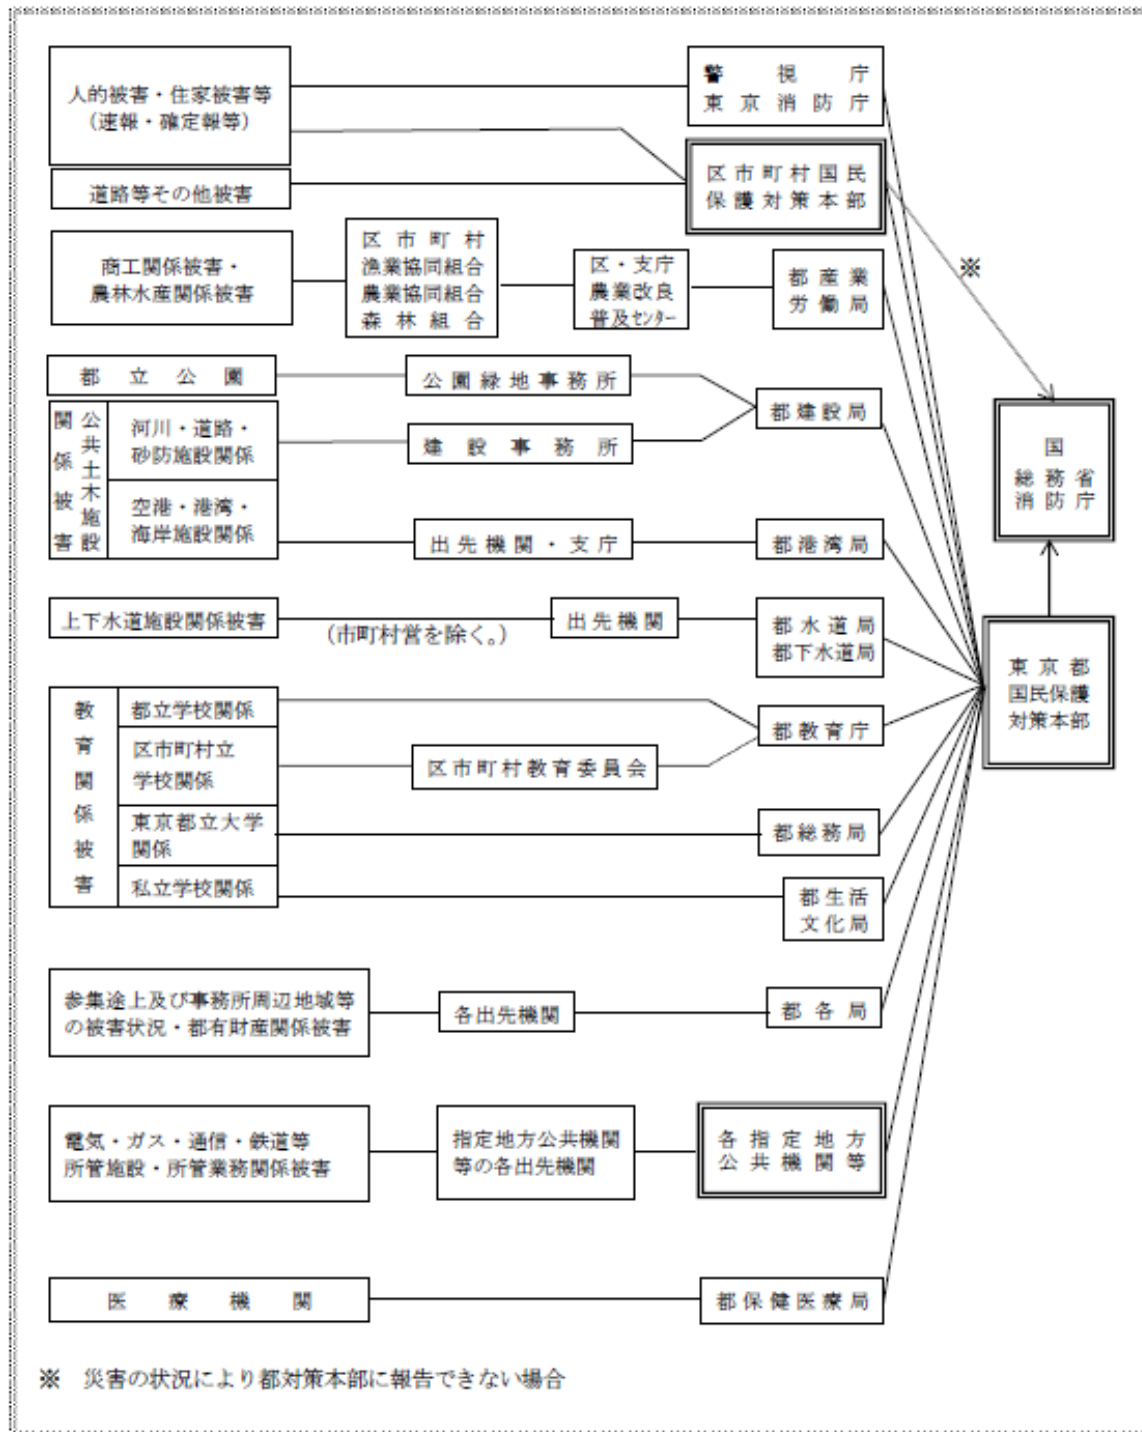 人的被害・住家被害等
（速報・確定報等）
警視庁
東京消防庁
区市町村国民
保護対策本部
道路等その他被害
商工関係被害・
農林水産関係被害
区市町村
漁業協同組合
農業協同組合
森林組合
区・支庁
農業改良
普及センター
都産業
労働局
※
都立公園
公園緑地事務所
都建設局
公共土木施設
関係被害
河川・道路・
砂防施設関係
建設事務所
空港・港湾・
海岸施設関係
出先機関・支庁
都港湾局
国
総務省
消防庁
上下水道施設関係被害
（市町村営を除く。）
出先機関
都水道局
都下水道局
東京都
国民保護
対策本部
教育関係被害
都立学校関係
都教育庁
区市町村立
学校関係
区市町村教育委員会
東京都立大学
関係
都総務局
私立学校関係
都生活
文化局
参集途上及び事務所周辺地域等
の被害状況・都有財産関係被害
各出先機関
都各局
電気・ガス・通信・鉄道等
所管施設・所管業務関係被害
指定地方公共機関
等の各出先機関
各指定地方
公共機関等
医療機関
都保健医療局
※　災害の状況により都対策本部に報告できない場合